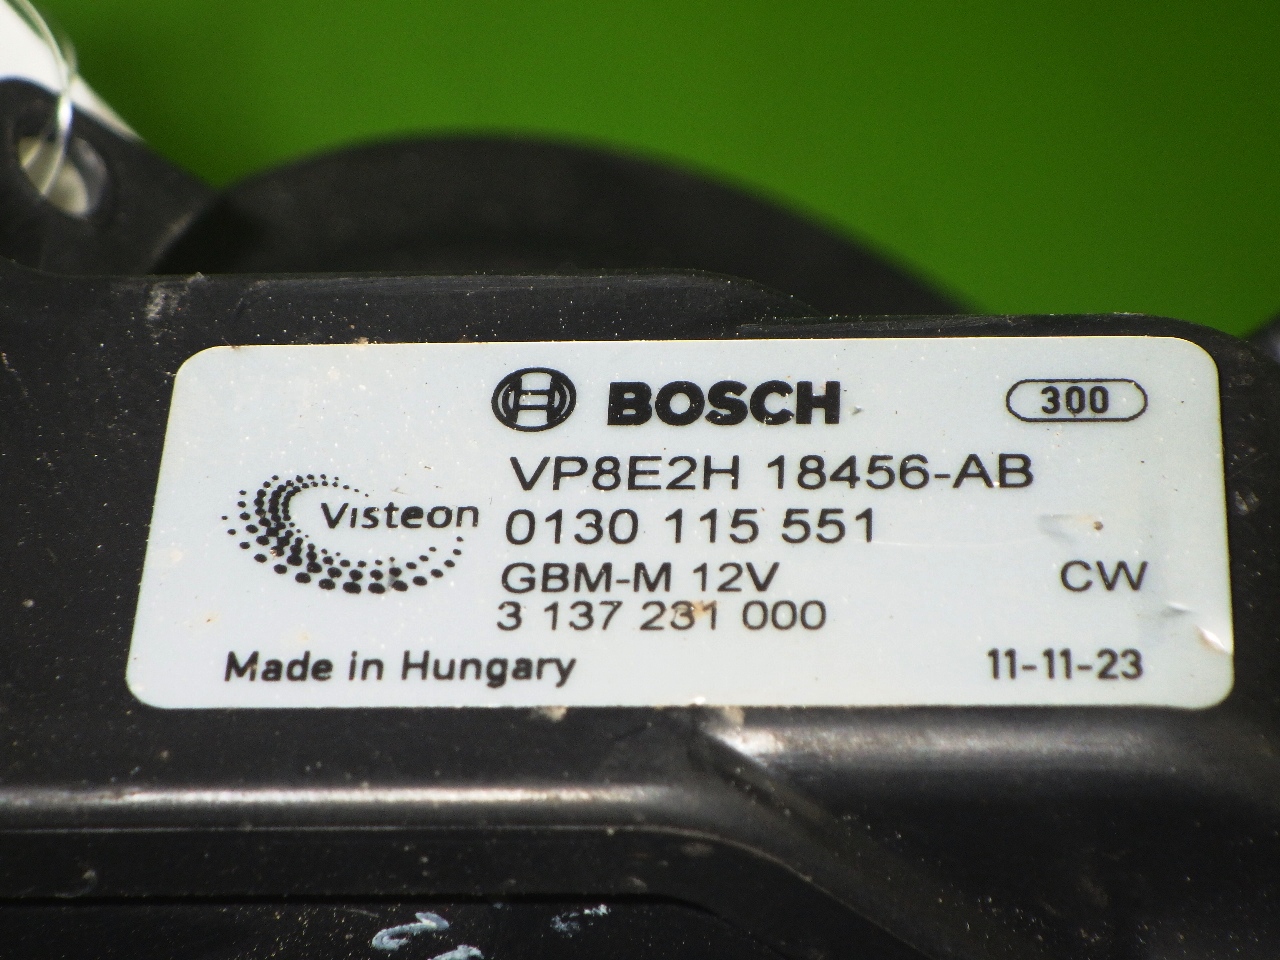 BOSCH 300
VP8E2H 18456-AB
Visteon
0130 115 551
GBM-M 12V CW
3 137 231 000
Made in Hungary 11-11-23